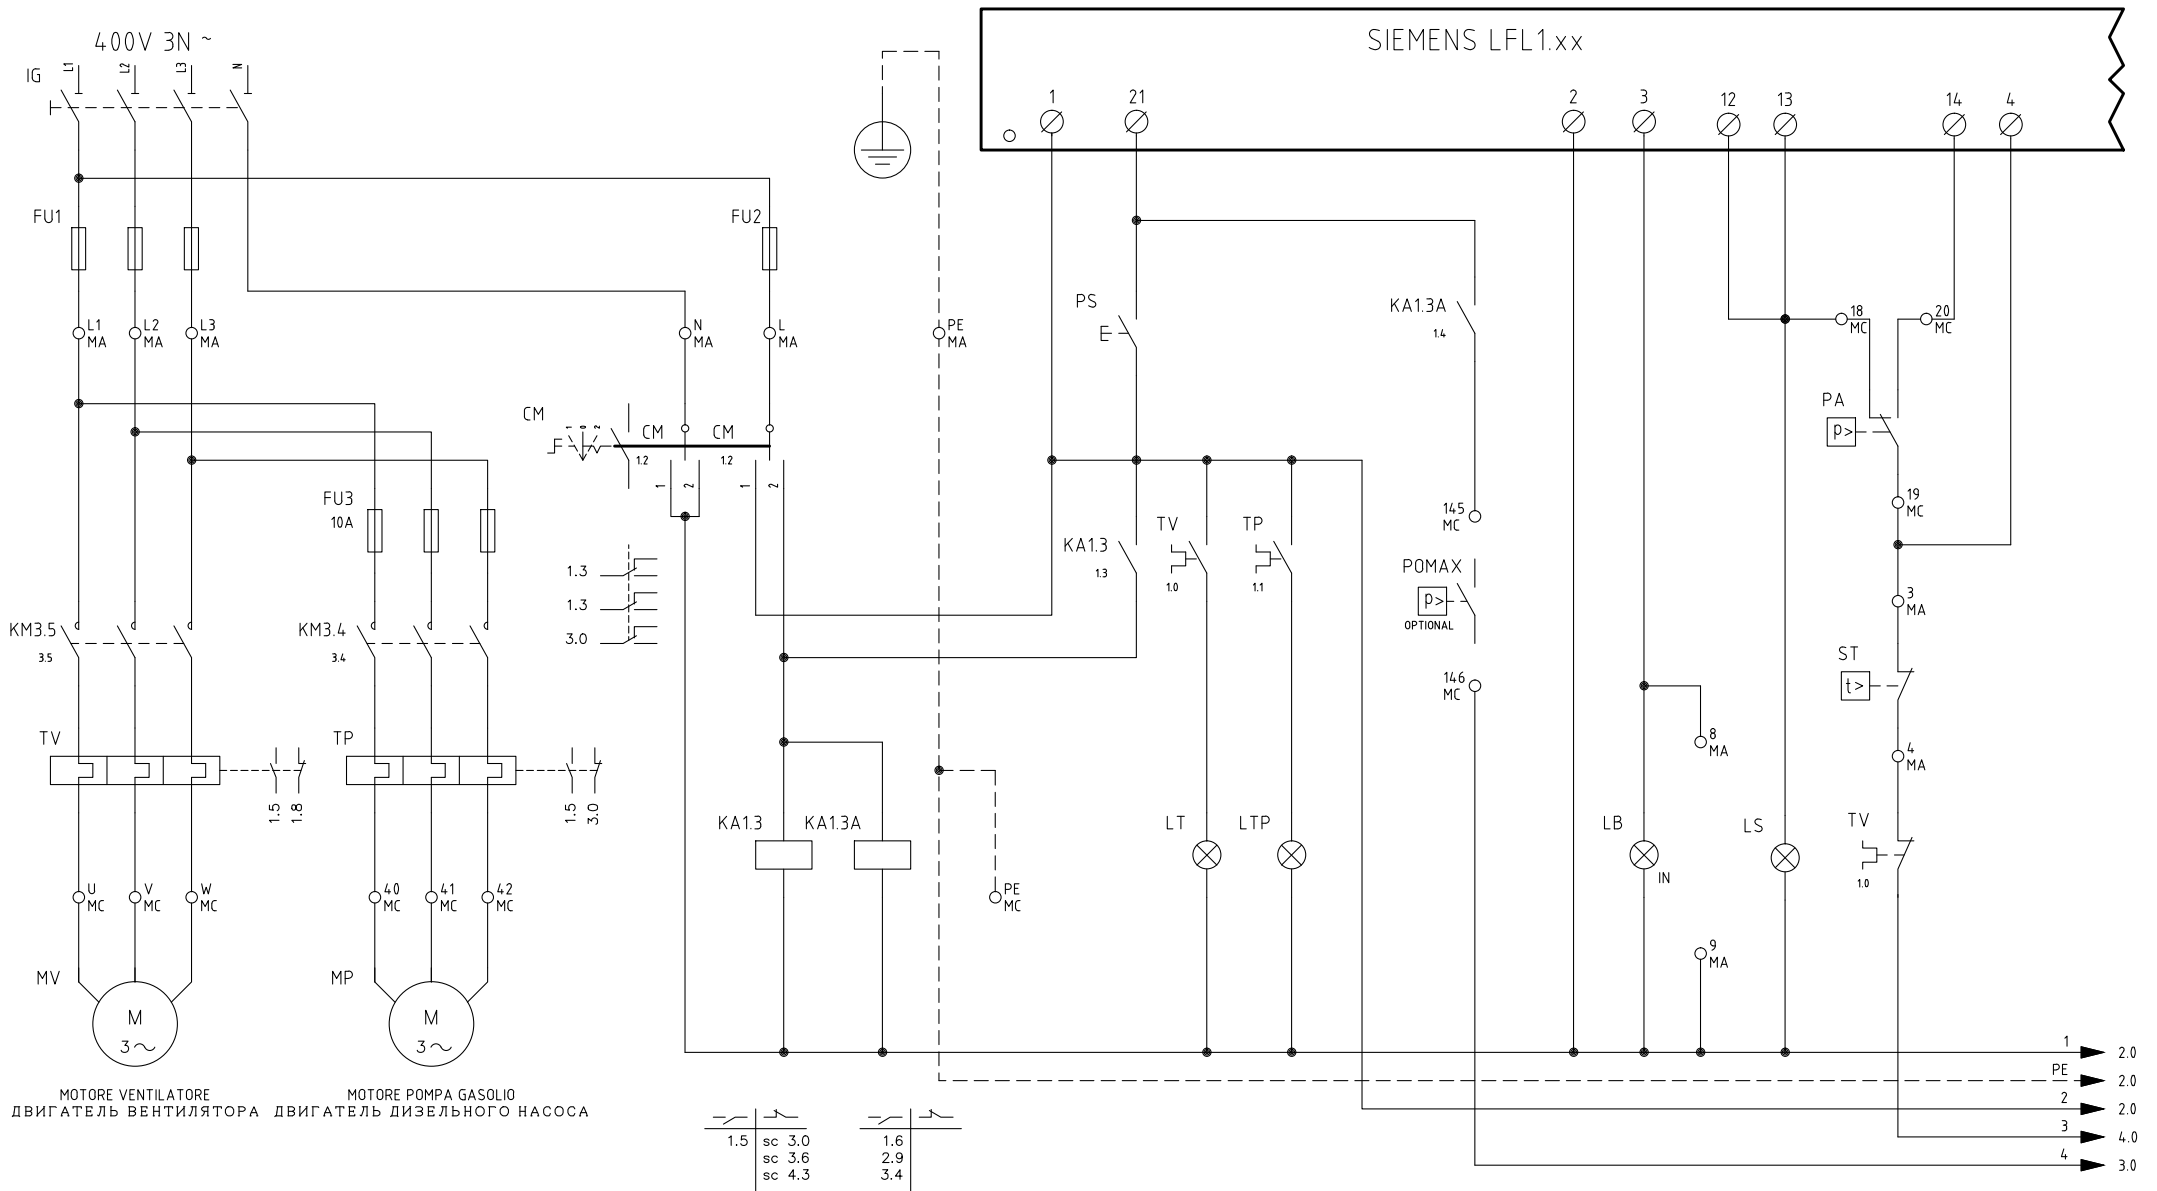 400V 3N ~
SIEMENS LFL1.xx
IG
L1
L2
L3
N
1
21
2
3
12
13
14
4
FU1
FU2
PS
KA1.3A
1.4
18
MC
20
MC
L1
MA
L2
MA
L3
MA
N
MA
L
MA
PE
MA
CM
1 0 2
CM
1.2
CM
1.2
1
2
1
2
PA
p>
FU3
10A
145
MC
19
MC
TV
1.0
TP
1.1
KA1.3
1.3
1.3
1.3
3.0
POMAX
p>
OPTIONAL
3
MA
KM3.5
3.5
KM3.4
3.4
ST
t>
146
MC
TV
1.5
1.8
TP
1.5
3.0
8
MA
4
MA
KA1.3
KA1.3A
LT
LTP
LB
IN
LS
TV
1.0
U
MC
V
MC
W
MC
40
MC
41
MC
42
MC
PE
MC
9
MA
MV
M
3~
MP
M
3~
1
2.0
PE
2.0
2
2.0
3
4.0
4
3.0
MOTORE VENTILATORE
ДВИГАТЕЛЬ ВЕНТИЛЯТОРА
MOTORE POMPA GASOLIO
ДВИГАТЕЛЬ ДИЗЕЛЬНОГО НАСОСА
1.5 sc 3.0
sc 3.6
sc 4.3
1.6
2.9
3.4